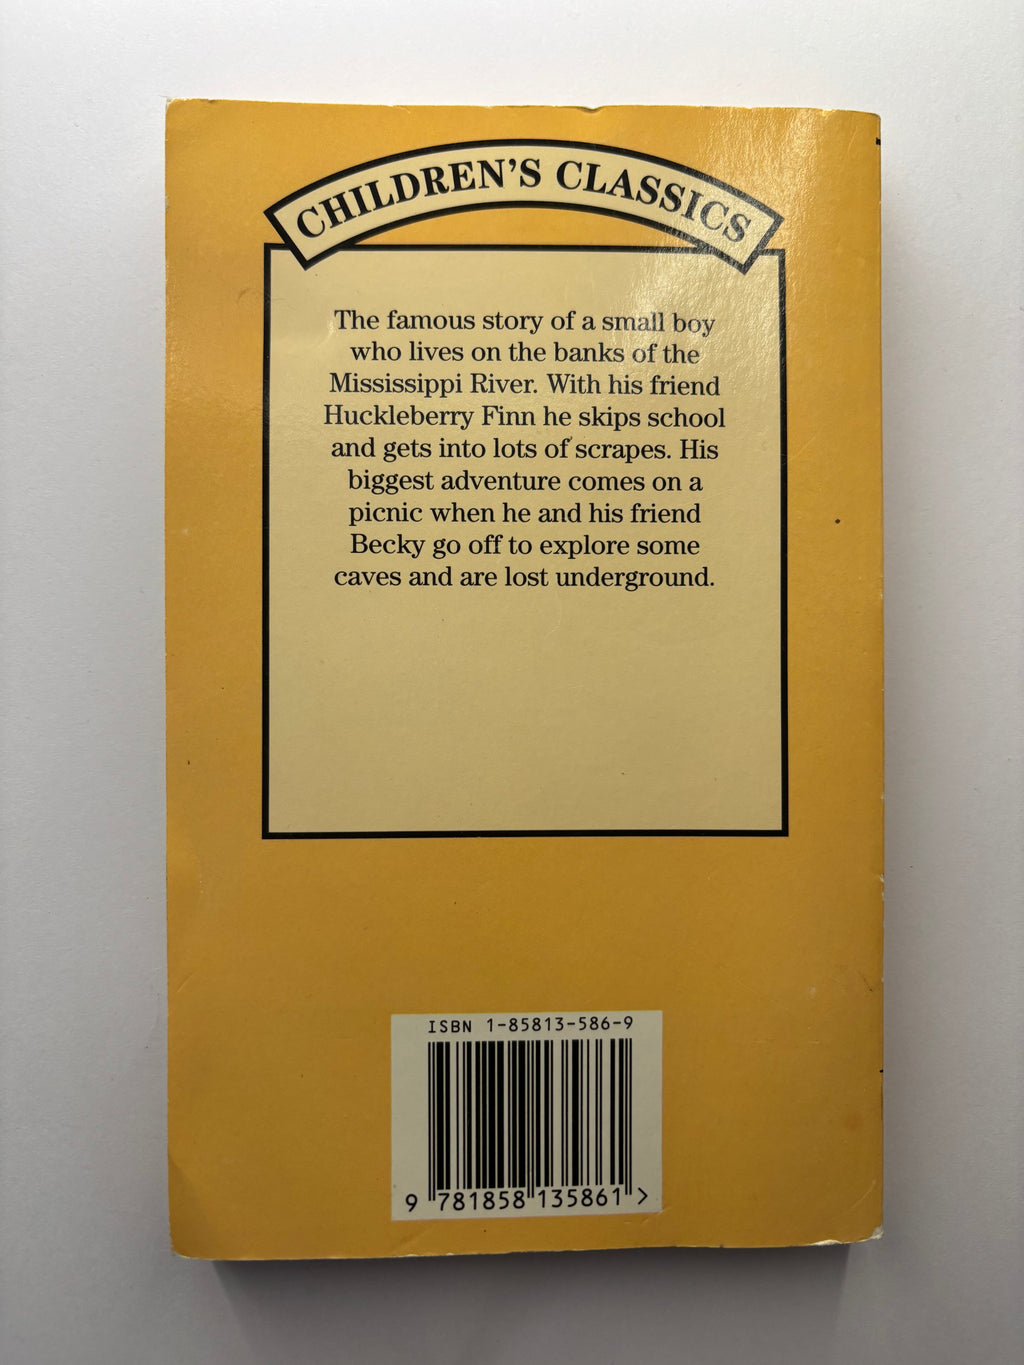 CHILDREN'S CLASSICS
The famous story of a small boy
who lives on the banks of the
Mississippi River. With his friend
Huckleberry Finn he skips school
and gets into lots of scrapes. His
biggest adventure comes on a
picnic when he and his friend
Becky go off to explore some
caves and are lost underground.
ISBN 1-85813-586-9
9 781858 135861 >